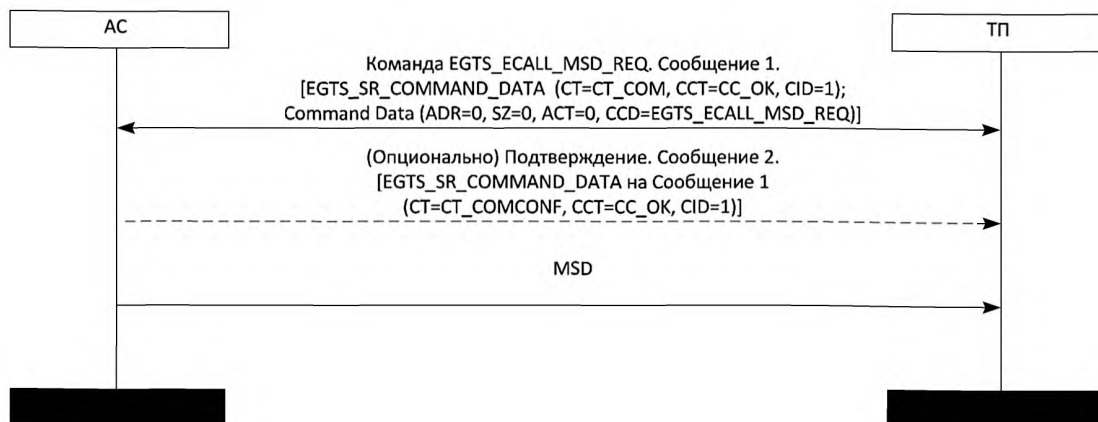 АС
ТП
Команда EGTS_ECALL_MSD_REQ. Сообщение 1.
[EGTS_SR_COMMAND_DATA (CT=CT_COM, CCT=CC_OK, CID=1);
Command Data (ADR=0, SZ=0, ACT=0, CCD=EGTS_ECALL_MSD_REQ)]
(Опционально) Подтверждение. Сообщение 2.
[EGTS_SR_COMMAND_DATA на Сообщение 1
(CT=CT_COMCONF, CCT=CC_OK, CID=1)]
MSD